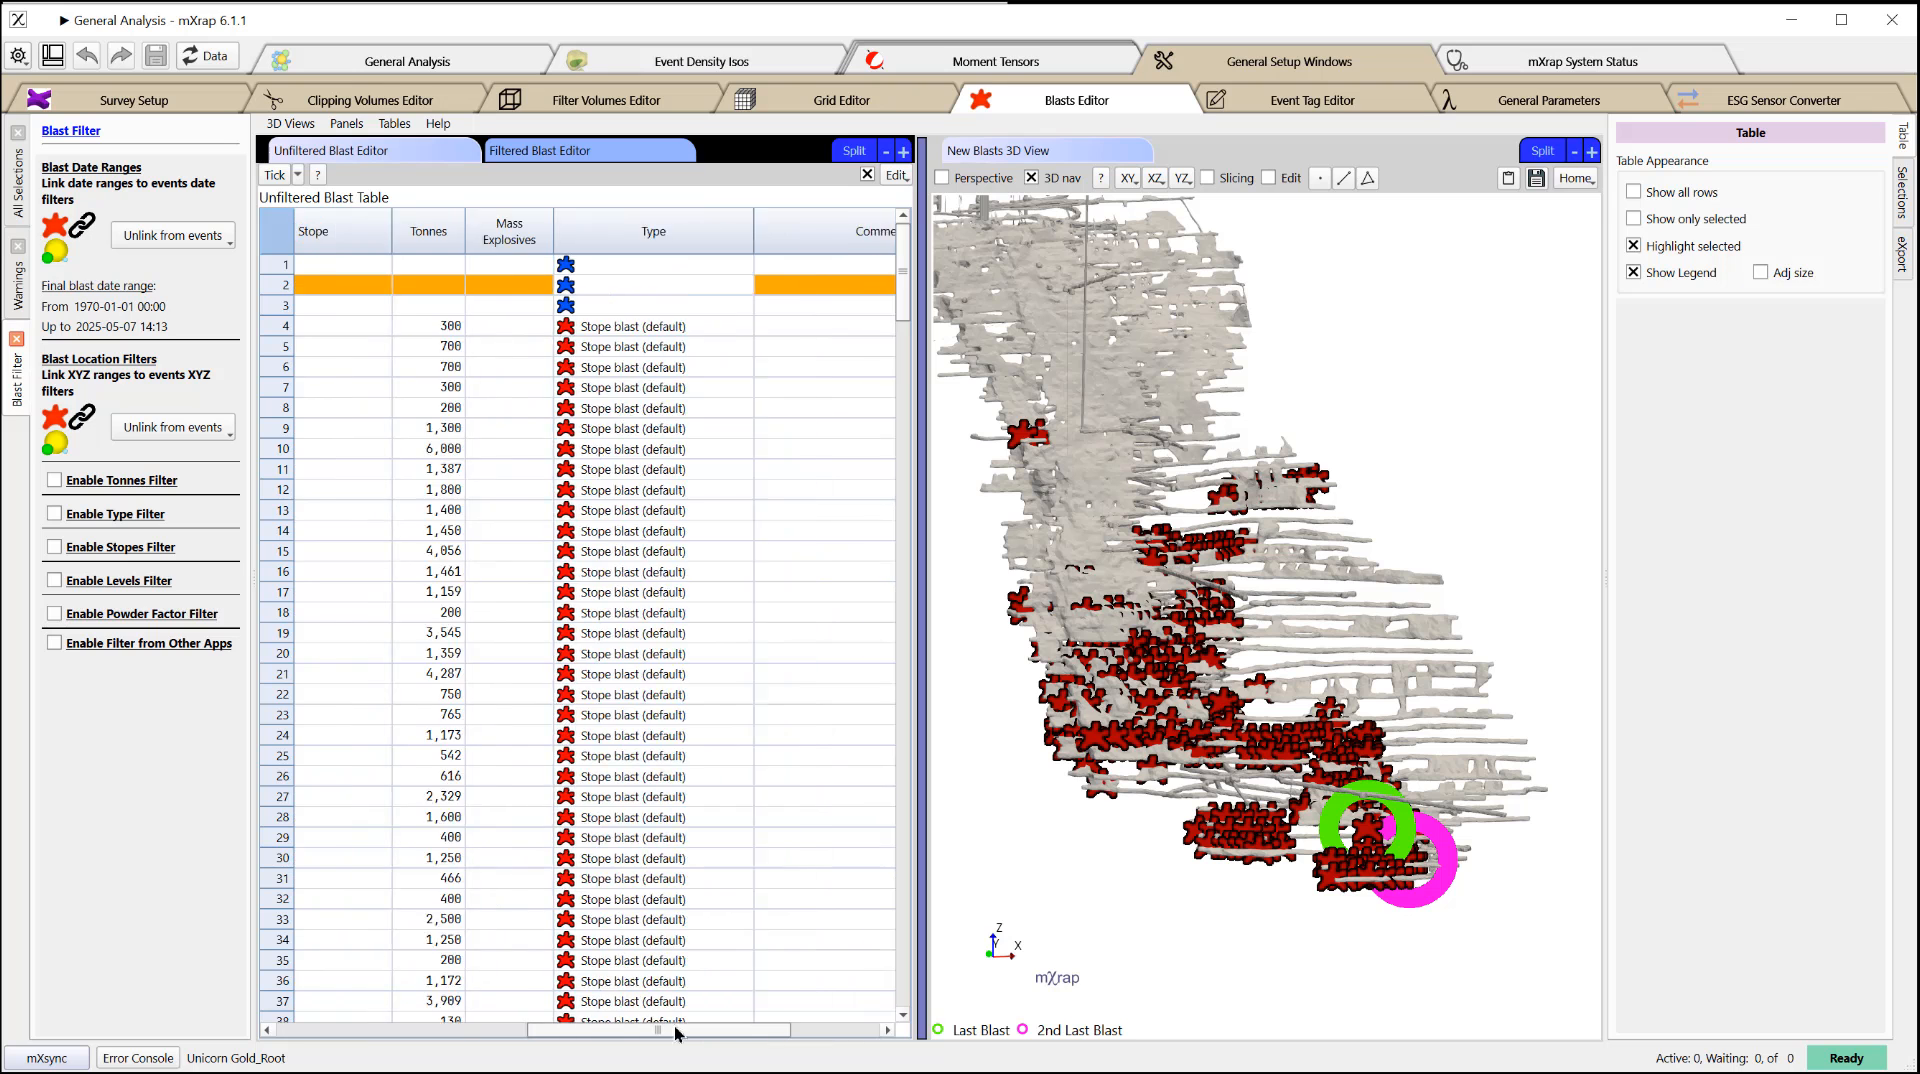 General Analysis - mXrap 6.1.1
Data
General Analysis
Event Density Isos
Moment Tensors
General Setup Windows
mXrap System Status
Survey Setup
Clipping Volumes Editor
Filter Volumes Editor
Grid Editor
Blasts Editor
Event Tag Editor
General Parameters
ESG Sensor Converter
All Selections
Warnings
Blast Filter
Blast Filter
Blast Date Ranges
Link date ranges to events date
filters
Unlink from events
Final blast date range:
From 1970-01-01 00:00
Up to 2025-05-07 14:13
Blast Location Filters
Link XYZ ranges to events XYZ
filters
Unlink from events
Enable Tonnes Filter
Enable Type Filter
Enable Stopes Filter
Enable Levels Filter
Enable Powder Factor Filter
Enable Filter from Other Apps
3D Views Panels Tables Help
Unfiltered Blast Editor
Filtered Blast Editor
Split - +
Tick ? Edit
Unfiltered Blast Table
Stope Tonnes Mass Explosives Type Comme
1
2
3
4 300 Stope blast (default)
5 700 Stope blast (default)
6 700 Stope blast (default)
7 300 Stope blast (default)
8 200 Stope blast (default)
9 1,300 Stope blast (default)
10 6,000 Stope blast (default)
11 1,387 Stope blast (default)
12 1,800 Stope blast (default)
13 1,400 Stope blast (default)
14 1,450 Stope blast (default)
15 4,056 Stope blast (default)
16 1,461 Stope blast (default)
17 1,159 Stope blast (default)
18 200 Stope blast (default)
19 3,545 Stope blast (default)
20 1,359 Stope blast (default)
21 4,287 Stope blast (default)
22 750 Stope blast (default)
23 765 Stope blast (default)
24 1,173 Stope blast (default)
25 542 Stope blast (default)
26 616 Stope blast (default)
27 2,329 Stope blast (default)
28 1,600 Stope blast (default)
29 400 Stope blast (default)
30 1,250 Stope blast (default)
31 466 Stope blast (default)
32 400 Stope blast (default)
33 2,500 Stope blast (default)
34 1,250 Stope blast (default)
35 200 Stope blast (default)
36 1,172 Stope blast (default)
37 3,909 Stope blast (default)
38 130 Stope blast (default)
New Blasts 3D View
Split - +
Perspective 3D nav ? XY XZ YZ Slicing Edit Home
Z
Y
X
mXrap
Last Blast 2nd Last Blast
Table
Table Appearance
Show all rows
Show only selected
Highlight selected
Show Legend Adj size
Table
Selections
eXport
mXsync Error Console Unicorn Gold_Root
Active: 0, Waiting: 0, of 0 Ready